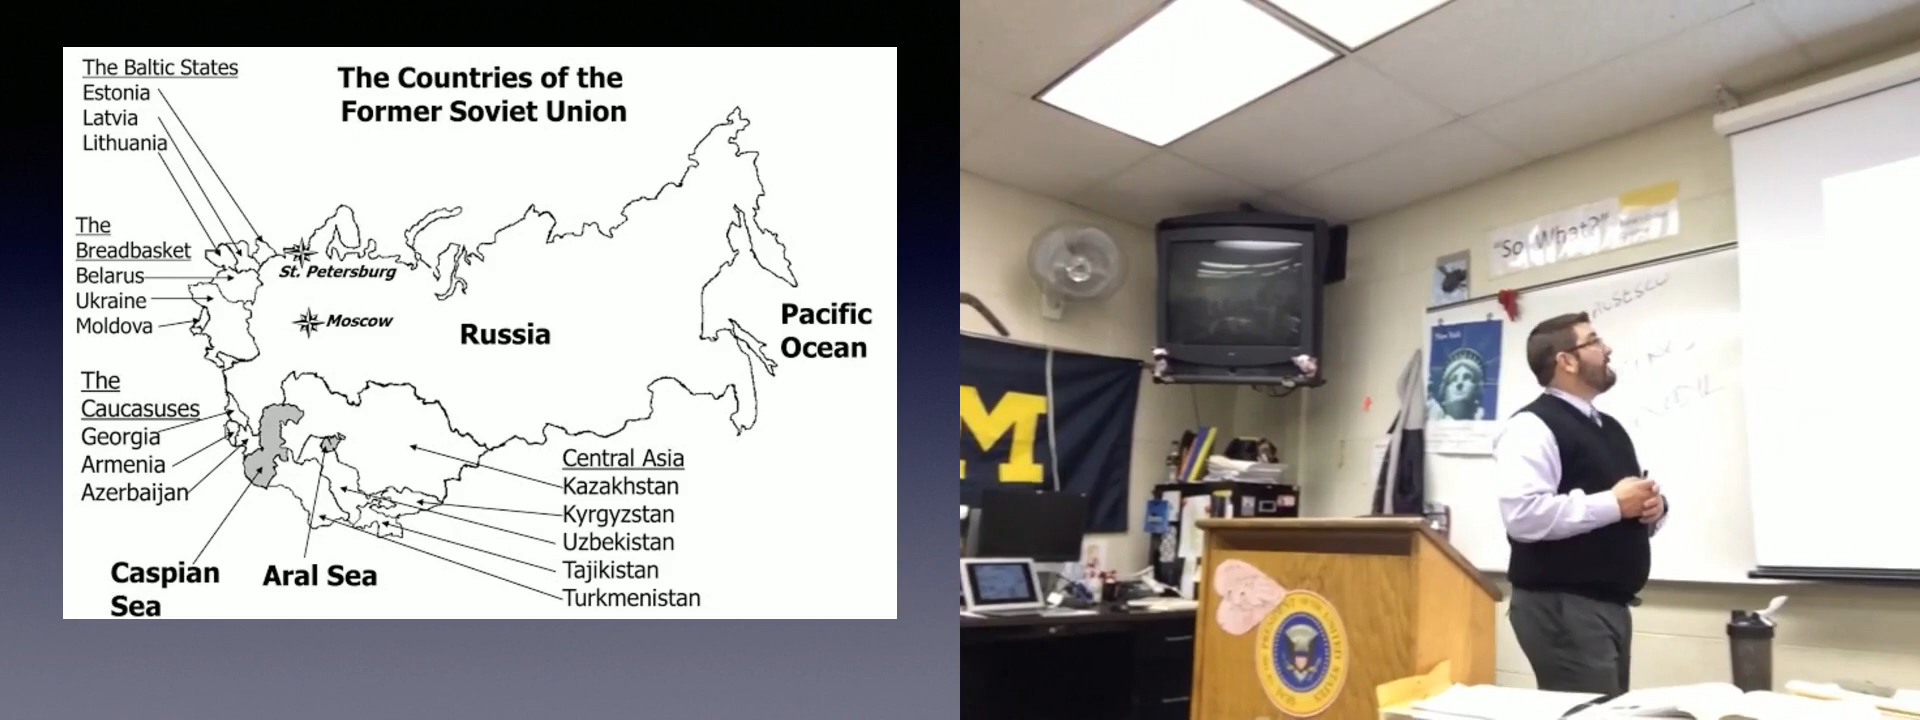 The Baltic States
Estonia
Latvia
Lithuania
The Countries of the
Former Soviet Union
The
Breadbasket
Belarus
Ukraine
Moldova
St. Petersburg
Moscow
Russia
Pacific
Ocean
The
Caucasuses
Georgia
Armenia
Azerbaijan
Central Asia
Kazakhstan
Kyrgyzstan
Uzbekistan
Tajikistan
Turkmenistan
Caspian
Sea
Aral Sea
"So What?"
New York
M